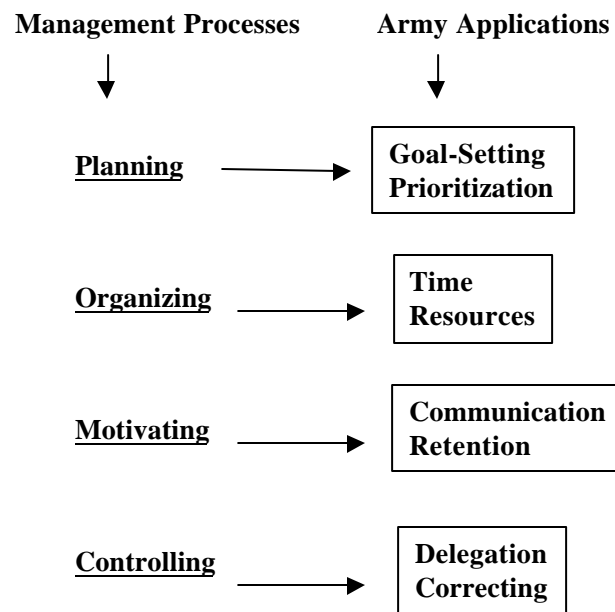 Management Processes
Army Applications
Planning
Goal-Setting
Prioritization
Organizing
Time
Resources
Motivating
Communication
Retention
Controlling
Delegation
Correcting